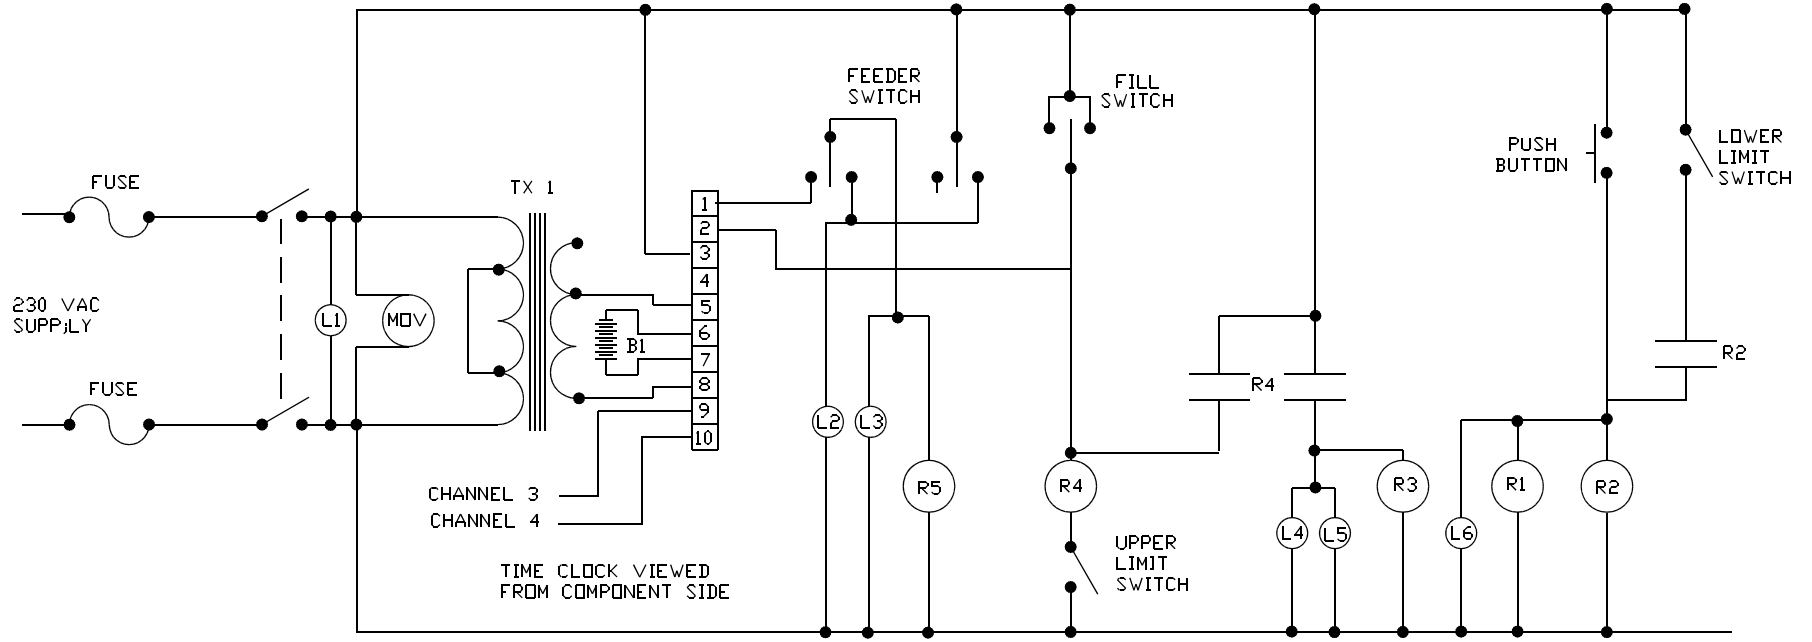 FEEDER
SWITCH
FILL
SWITCH
PUSH
BUTTON
LOWER
LIMIT
SWITCH
FUSE
TX 1
1
2
3
4
5
6
7
8
9
10
230 VAC
SUPP;LY
L1
MOV
B1
FUSE
R4
R2
L2
L3
R5
R4
R3
R1
R2
L4
L5
L6
CHANNEL 3
CHANNEL 4
UPPER
LIMIT
SWITCH
TIME CLOCK VIEWED
FROM COMPONENT SIDE